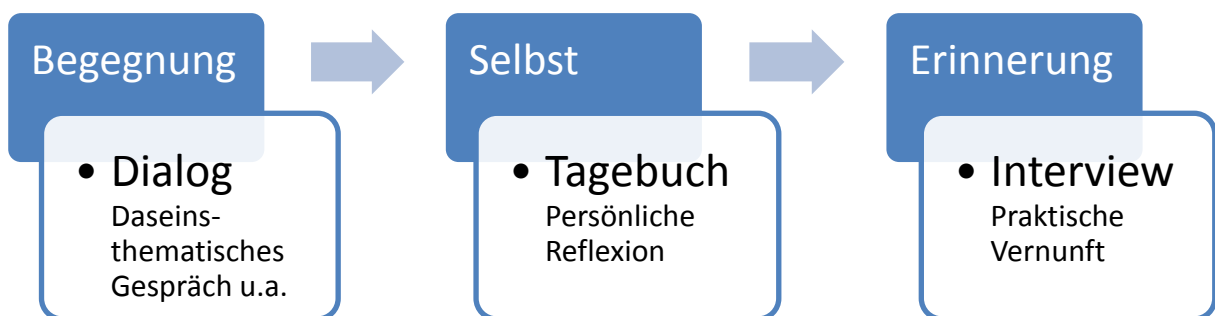 Begegnung
• Dialog
Daseins-
thematisches
Gespräch u.a.
Selbst
• Tagebuch
Persönliche
Reflexion
Erinnerung
• Interview
Praktische
Vernunft